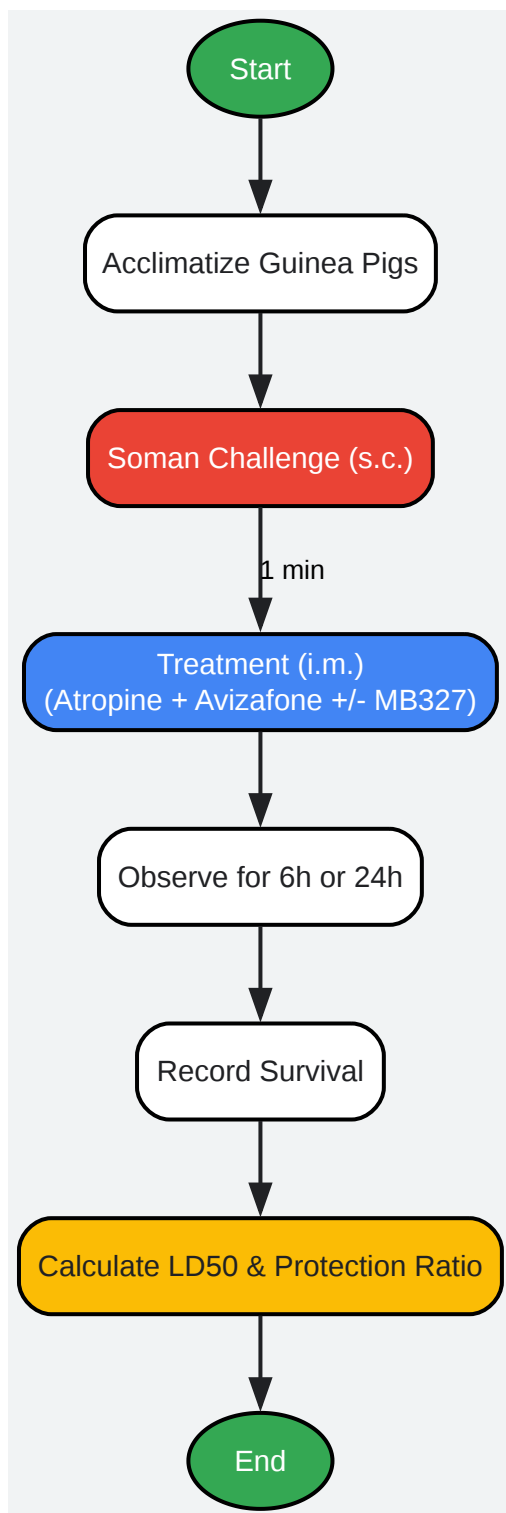 Start
Acclimatize Guinea Pigs
Soman Challenge (s.c.)
1 min
Treatment (i.m.)
(Atropine + Avizafone +/- MB327)
Observe for 6h or 24h
Record Survival
Calculate LD50 & Protection Ratio
End